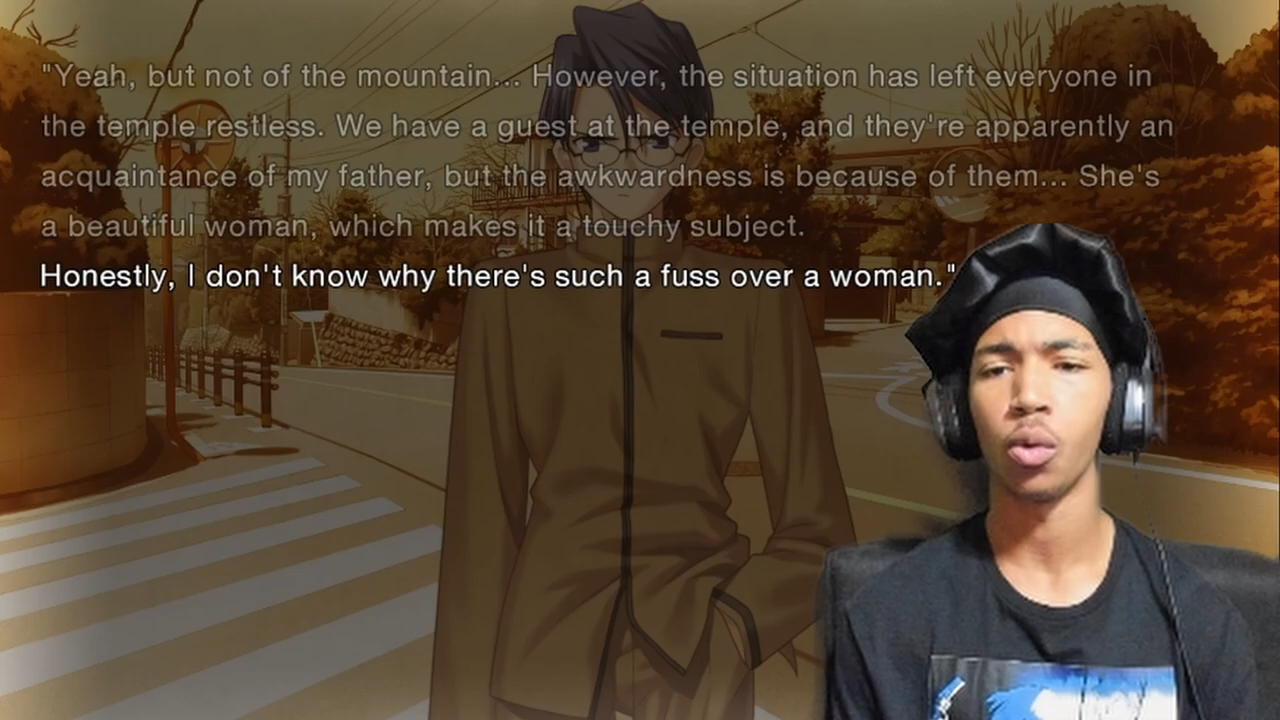 "Yeah, but not of the mountain... However, the situation has left everyone in
the temple restless. We have a guest at the temple, and they're apparently an
acquaintance of my father, but the awkwardness is because of them... She's
a beautiful woman, which makes it a touchy subject.
Honestly, I don't know why there's such a fuss over a woman."